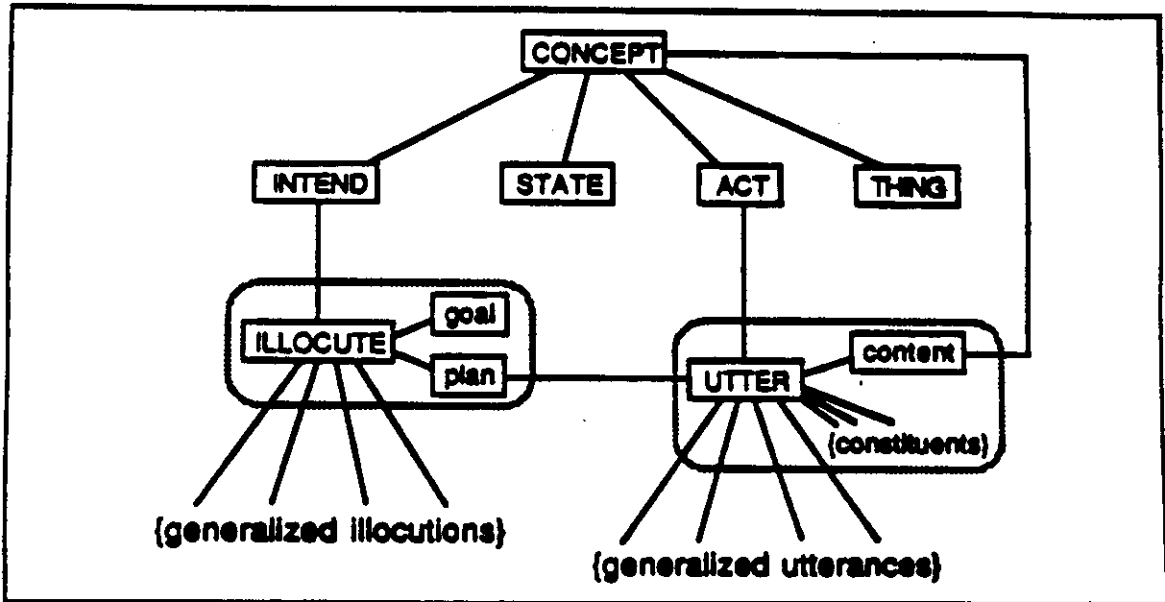 CONCEPT
INTEND
STATE
ACT
THING
goal
ILLOCUTE
plan
content
UTTER
{constituents}
{generalized illocutions}
{generalized utterances}